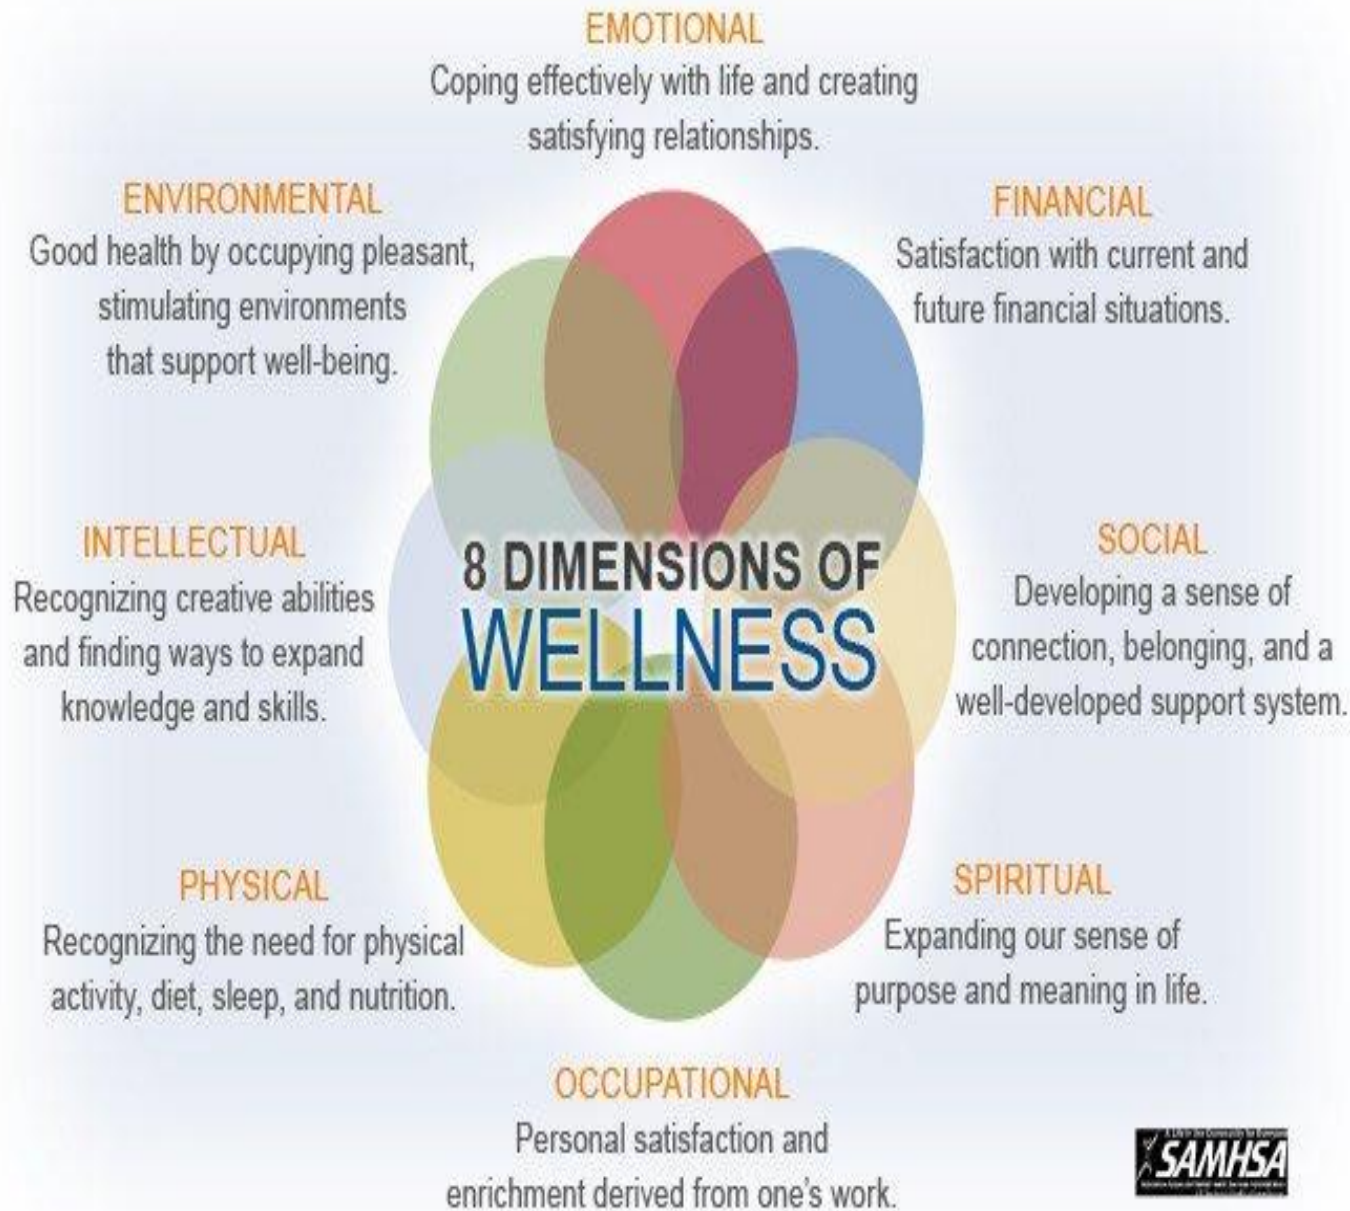 EMOTIONAL
Coping effectively with life and creating
satisfying relationships.
FINANCIAL
Satisfaction with current and
future financial situations.
SOCIAL
Developing a sense of
connection, belonging, and a
well-developed support system.
SPIRITUAL
Expanding our sense of
purpose and meaning in life.
OCCUPATIONAL
Personal satisfaction and
enrichment derived from one's work.
PHYSICAL
Recognizing the need for physical
activity, diet, sleep, and nutrition.
INTELLECTUAL
Recognizing creative abilities
and finding ways to expand
knowledge and skills.
ENVIRONMENTAL
Good health by occupying pleasant,
stimulating environments
that support well-being.
8 DIMENSIONS OF
WELLNESS
SAMHSA